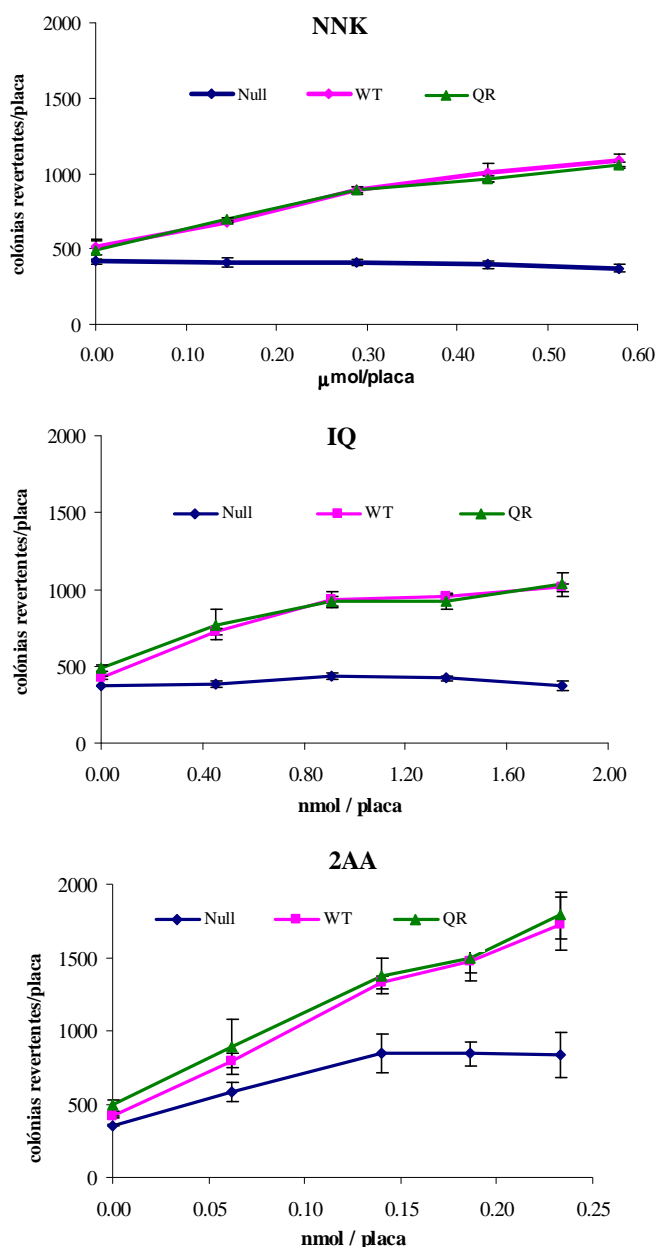 NNK
2000
1500
1000
500
0
Null WT QR
colónias revertentes/placa
0.00 0.10 0.20 0.30 0.40 0.50 0.60
μmol/placa
IQ
2000
1500
1000
500
0
Null WT QR
colónias revertentes/placa
0.00 0.40 0.80 1.20 1.60 2.00
nmol / placa
2AA
2000
1500
1000
500
0
Null WT QR
colónias revertentes/placa
0.00 0.05 0.10 0.15 0.20 0.25
nmol / placa